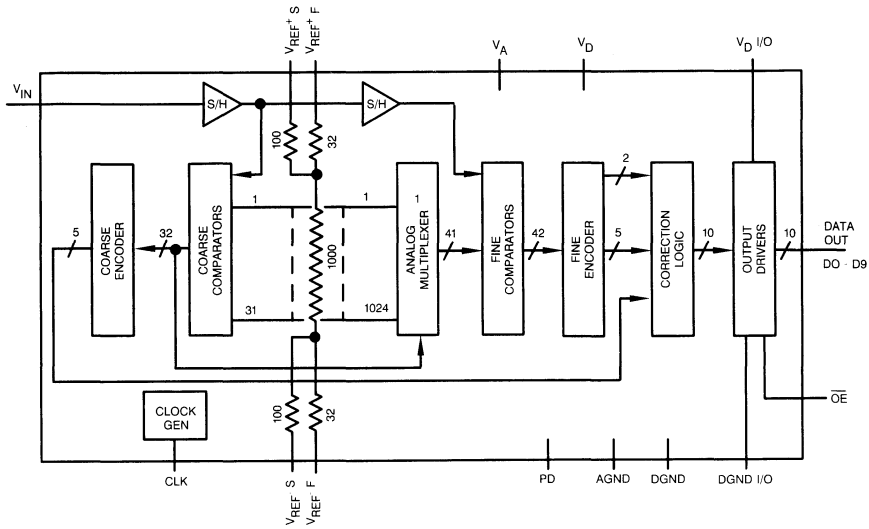 VREF+ S
VREF+ F
VA
VD
VD I/O
VIN
S/H
S/H
100
32
2
1
1
1
5
32
41
42
5
10
10
COARSE
ENCODER
COARSE
COMPARATORS
1000
ANALOG
MULTIPLEXER
FINE
COMPARATORS
FINE
ENCODER
CORRECTION
LOGIC
OUTPUT
DRIVERS
DATA
OUT
DO - D9
31
1024
100
32
OE
CLOCK
GEN
CLK
VREF- S
VREF- F
PD
AGND
DGND
DGND I/O